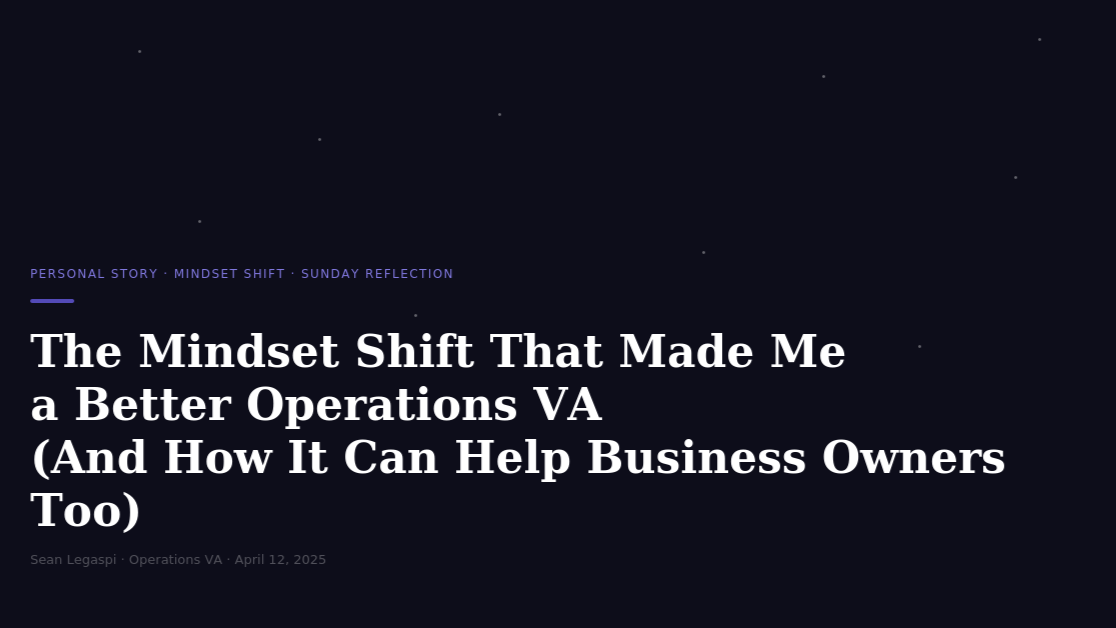 PERSONAL STORY · MINDSET SHIFT · SUNDAY REFLECTION
The Mindset Shift That Made Me
a Better Operations VA
(And How It Can Help Business Owners
Too)
Sean Legaspi · Operations VA · April 12, 2025